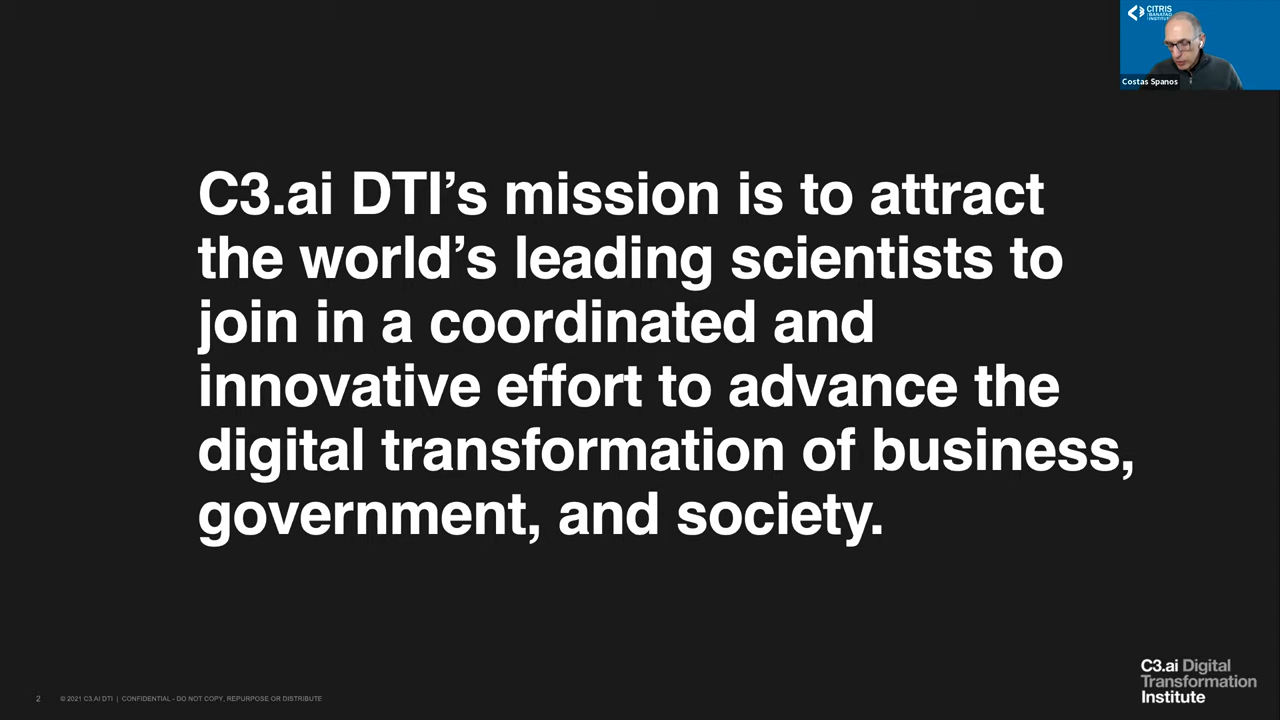 CITRIS
BANATAO
INSTITUTE
Costas Spanos
C3.ai DTI’s mission is to attract
the world’s leading scientists to
join in a coordinated and
innovative effort to advance the
digital transformation of business,
government, and society.
2
© 2021 C3.AI DTI | CONFIDENTIAL - DO NOT COPY, REPURPOSE OR DISTRIBUTE
C3.ai Digital
Transformation
Institute